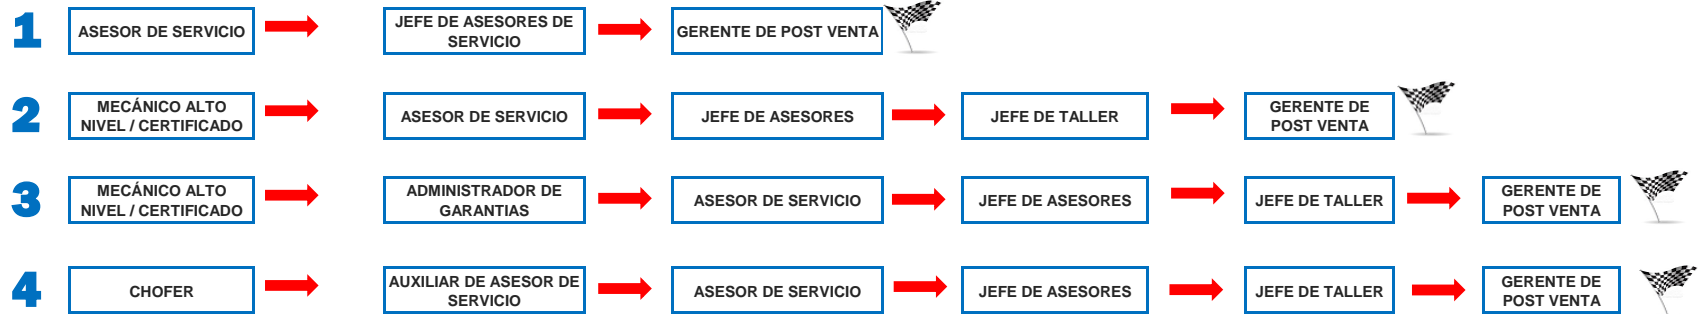 1
ASESOR DE SERVICIO
JEFE DE ASESORES DE
SERVICIO
GERENTE DE POST VENTA
2
MECÁNICO ALTO
NIVEL / CERTIFICADO
ASESOR DE SERVICIO
JEFE DE ASESORES
JEFE DE TALLER
GERENTE DE
POST VENTA
3
MECÁNICO ALTO
NIVEL / CERTIFICADO
ADMINISTRADOR DE
GARANTIAS
ASESOR DE SERVICIO
JEFE DE ASESORES
JEFE DE TALLER
GERENTE DE
POST VENTA
4
CHOFER
AUXILIAR DE ASESOR DE
SERVICIO
ASESOR DE SERVICIO
JEFE DE ASESORES
JEFE DE TALLER
GERENTE DE
POST VENTA